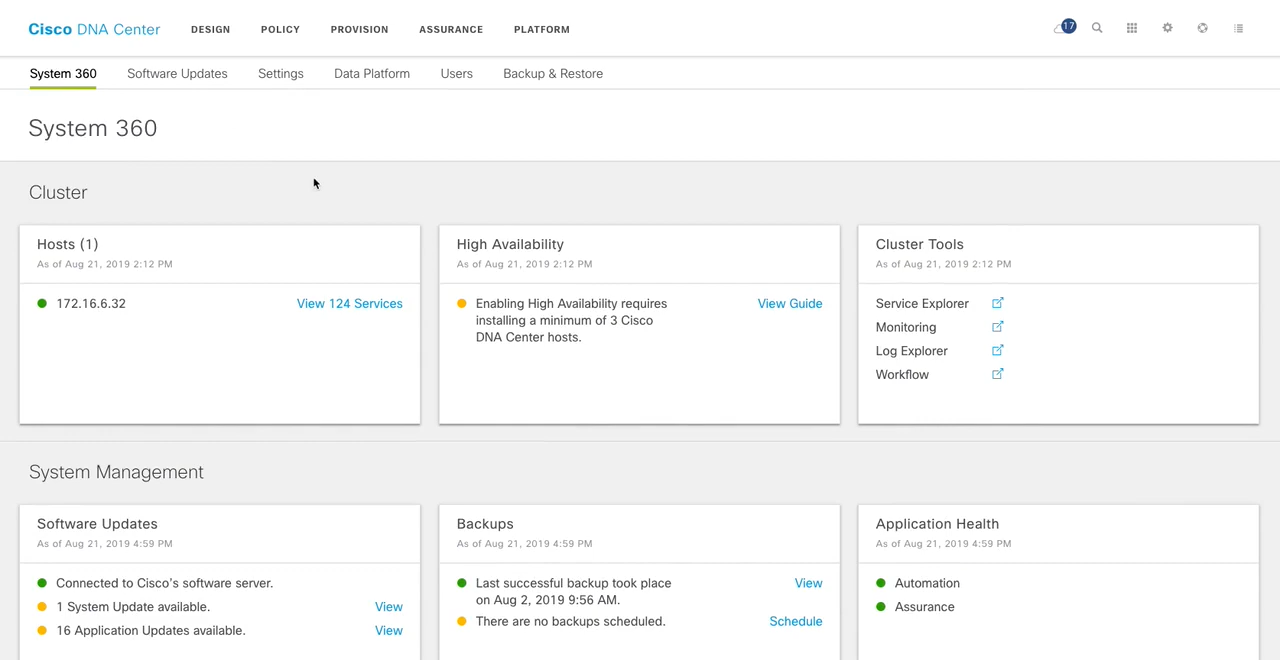 Cisco DNA Center
DESIGN
POLICY
PROVISION
ASSURANCE
PLATFORM
17
System 360
Software Updates
Settings
Data Platform
Users
Backup & Restore
System 360
Cluster
Hosts (1)
As of Aug 21, 2019 2:12 PM
172.16.6.32
View 124 Services
High Availability
As of Aug 21, 2019 2:12 PM
Enabling High Availability requires
installing a minimum of 3 Cisco
DNA Center hosts.
View Guide
Cluster Tools
As of Aug 21, 2019 2:12 PM
Service Explorer
Monitoring
Log Explorer
Workflow
System Management
Software Updates
As of Aug 21, 2019 4:59 PM
Connected to Cisco's software server.
1 System Update available.
View
16 Application Updates available.
View
Backups
As of Aug 21, 2019 4:59 PM
Last successful backup took place
on Aug 2, 2019 9:56 AM.
View
There are no backups scheduled.
Schedule
Application Health
As of Aug 21, 2019 4:59 PM
Automation
Assurance